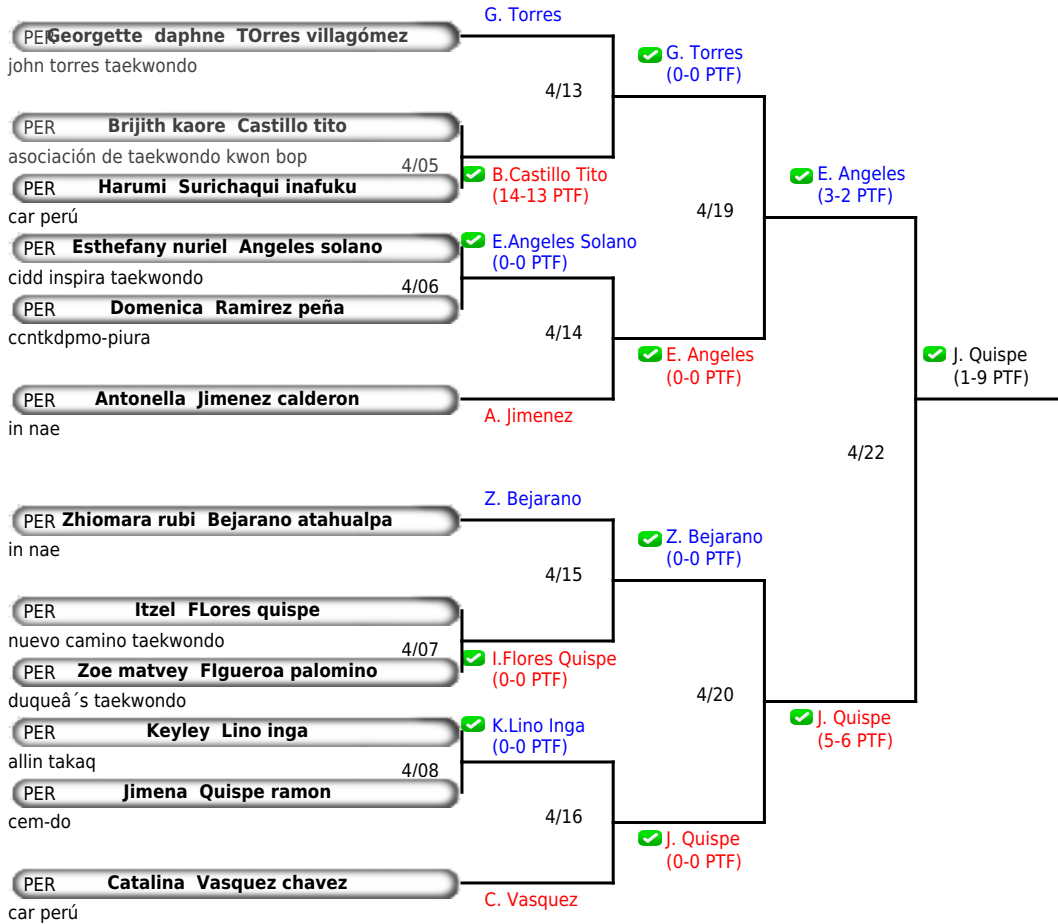 G. Torres
PER Georgette daphne TOrres villagómez
john torres taekwondo
G. Torres
(0-0 PTF)
4/13
PER Brijith kaore Castillo tito
asociación de taekwondo kwon bop
4/05
B.Castillo Tito
(14-13 PTF)
PER Harumi Surichaqui inafuku
car perú
E. Angeles
(3-2 PTF)
4/19
PER Esthefany nuriel Angeles solano
cidd inspira taekwondo
E.Angeles Solano
(0-0 PTF)
4/06
PER Domenica Ramirez peña
ccntkdpmo-piura
4/14
E. Angeles
(0-0 PTF)
J. Quispe
(1-9 PTF)
PER Antonella Jimenez calderon
in nae
A. Jimenez
4/22
Z. Bejarano
PER Zhiomara rubi Bejarano atahualpa
in nae
Z. Bejarano
(0-0 PTF)
4/15
PER Itzel FLores quispe
nuevo camino taekwondo
4/07
I.Flores Quispe
(0-0 PTF)
PER Zoe matvey FIgueroa palomino
duqueâ´s taekwondo
4/20
J. Quispe
(5-6 PTF)
PER Keyley Lino inga
allin takaq
K.Lino Inga
(0-0 PTF)
4/08
PER Jimena Quispe ramon
cem-do
4/16
J. Quispe
(0-0 PTF)
PER Catalina Vasquez chavez
car perú
C. Vasquez